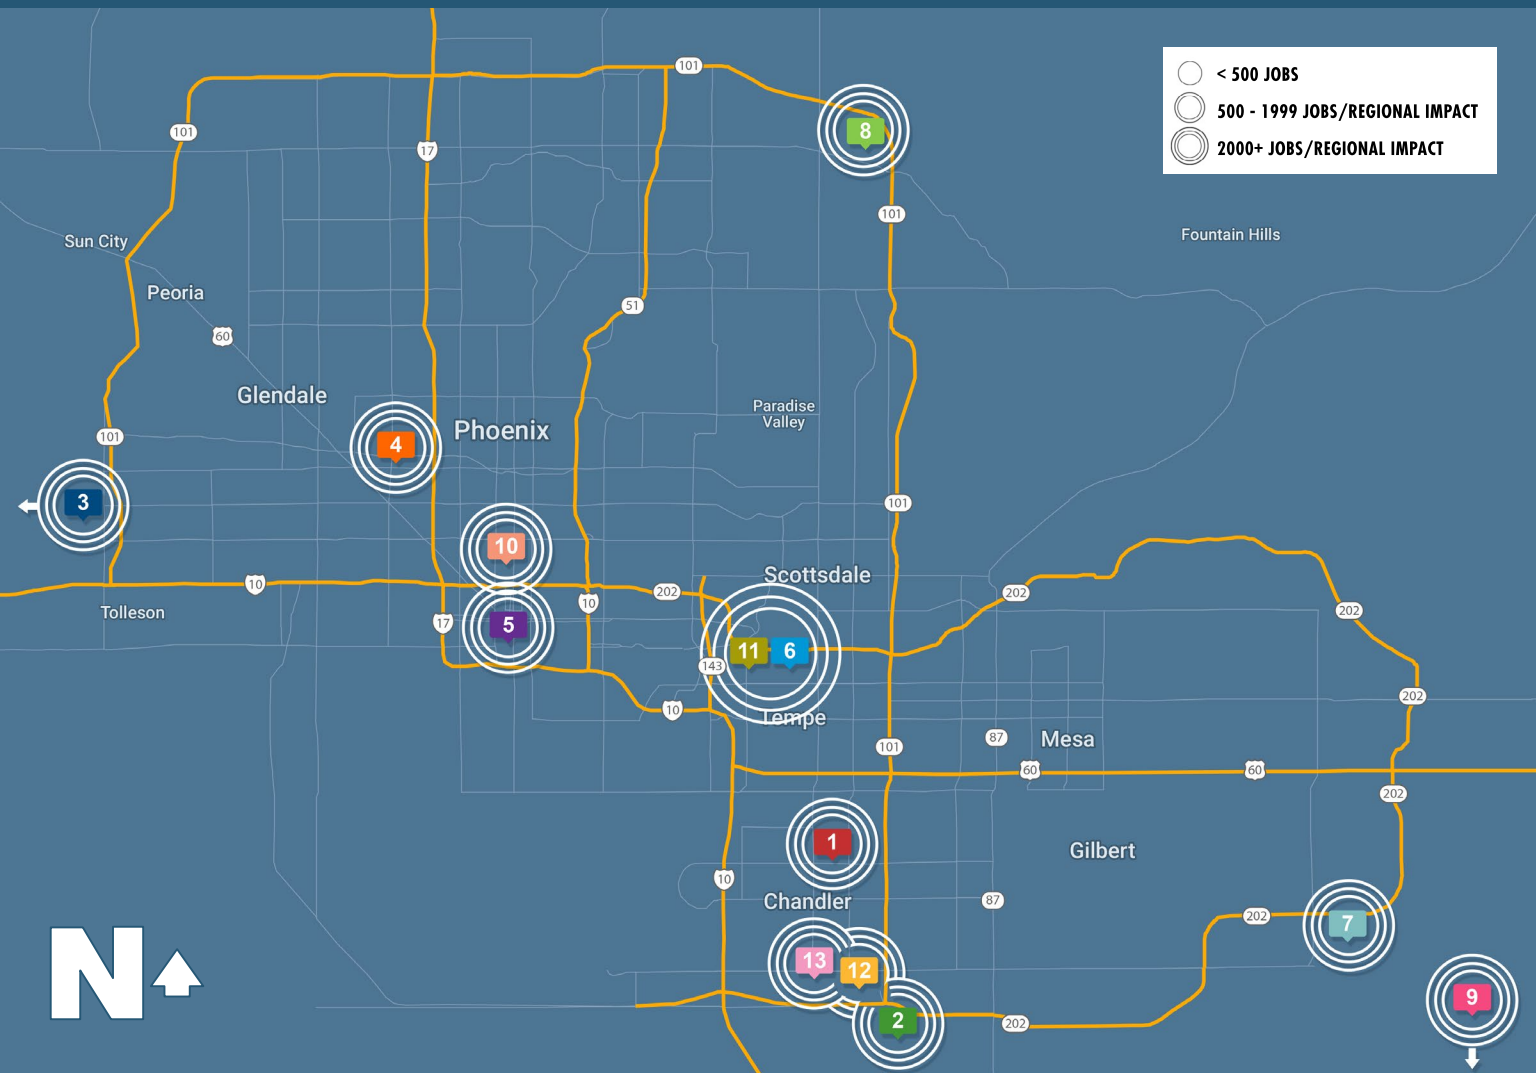 101
< 500 JOBS
500 - 1999 JOBS/REGIONAL IMPACT
2000+ JOBS/REGIONAL IMPACT
101
8
17
101
Sun City
Fountain Hills
Peoria
51
60
Glendale
Paradise
Valley
101
4
Phoenix
3
101
10
Scottsdale
10
202
202
10
Tolleson
202
17
5
11
6
143
202
10
Tempe
87
Mesa
101
60
60
202
1
Gilbert
10
Chandler
87
202
7
13
12
9
2
202
N